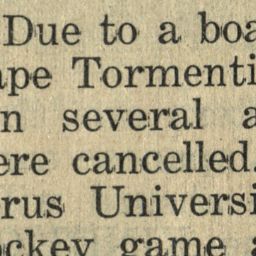 Due to a boa
ape Tormenti
n several a
ere cancelled.
rus Universi
ockey game a